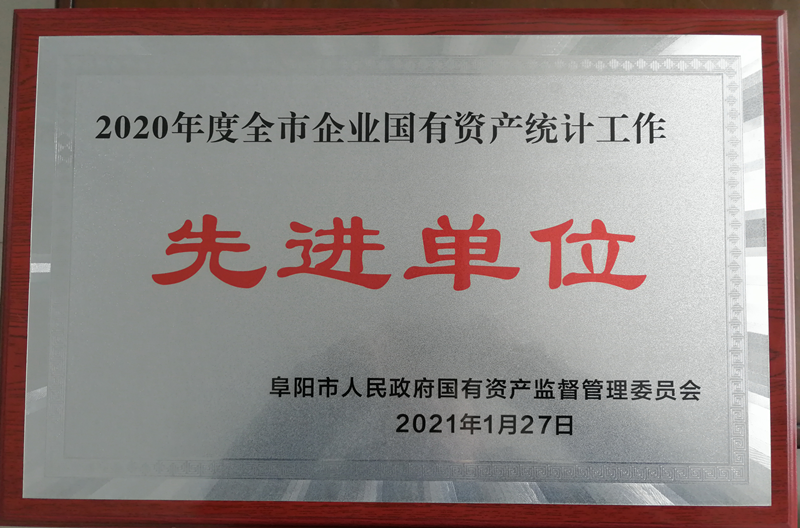 2020年度全市企业国有资产统计工作
先进单位
阜阳市人民政府国有资产监督管理委员会
2021年1月27日